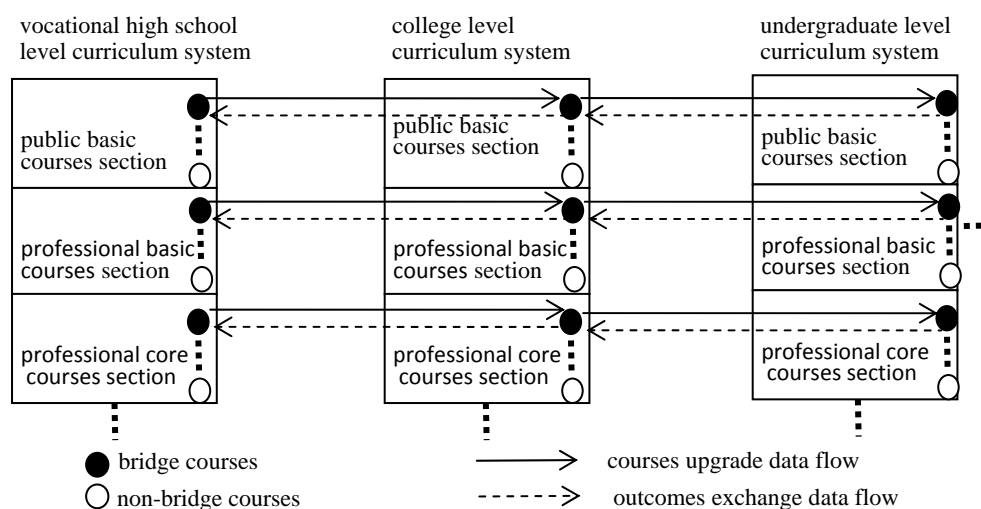 vocational high school
level curriculum system
college level
curriculum system
undergraduate level
curriculum system
public basic
courses section
public basic
courses section
public basic
courses section
professional basic
courses section
professional basic
courses section
professional basic
courses section
professional core
courses section
professional core
courses section
professional core
courses section
bridge courses
non-bridge courses
courses upgrade data flow
outcomes exchange data flow